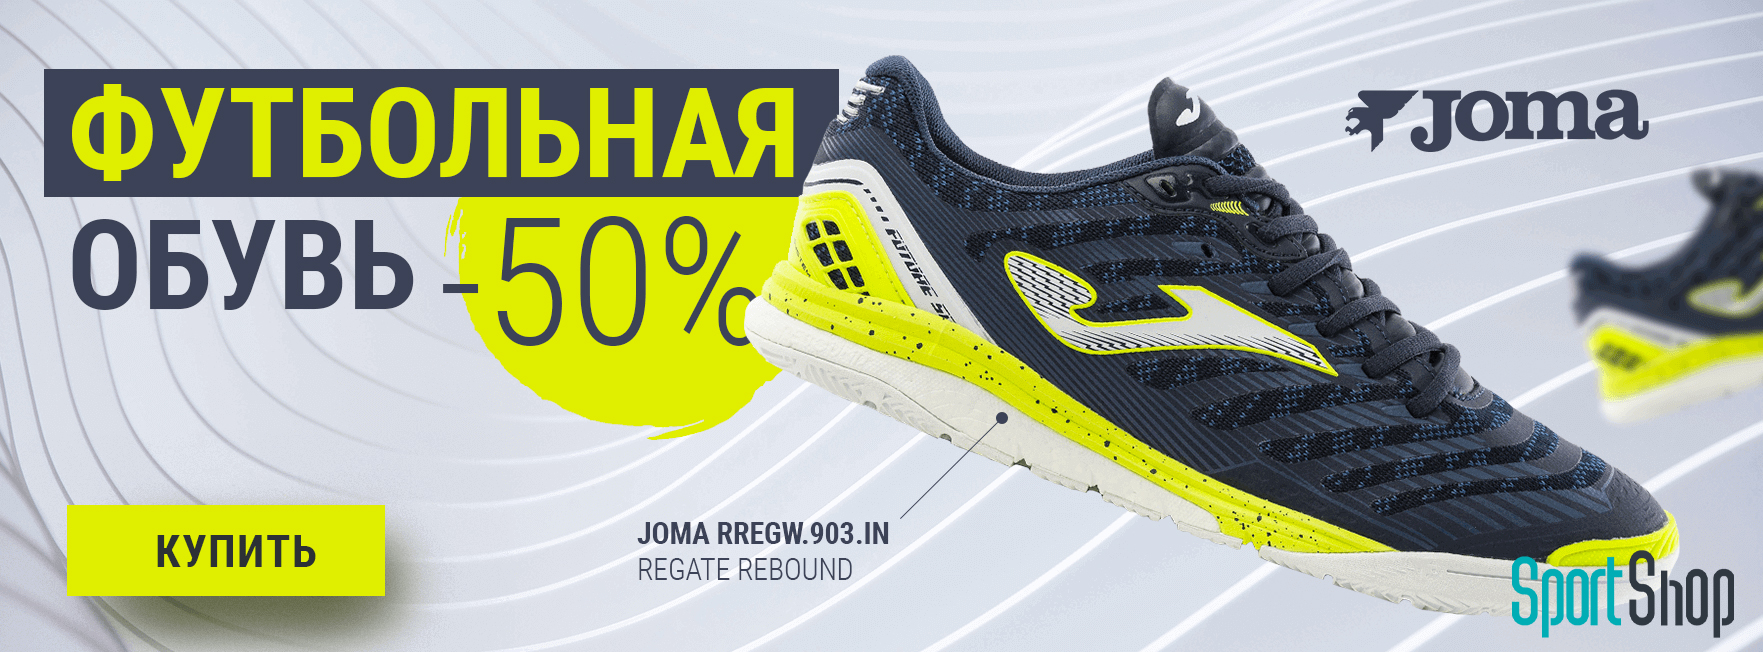 ФУТБОЛЬНАЯ
ОБУВЬ -50%
Joma
КУПИТЬ
JOMA RREGW.903.IN
REGATE REBOUND
SportShop